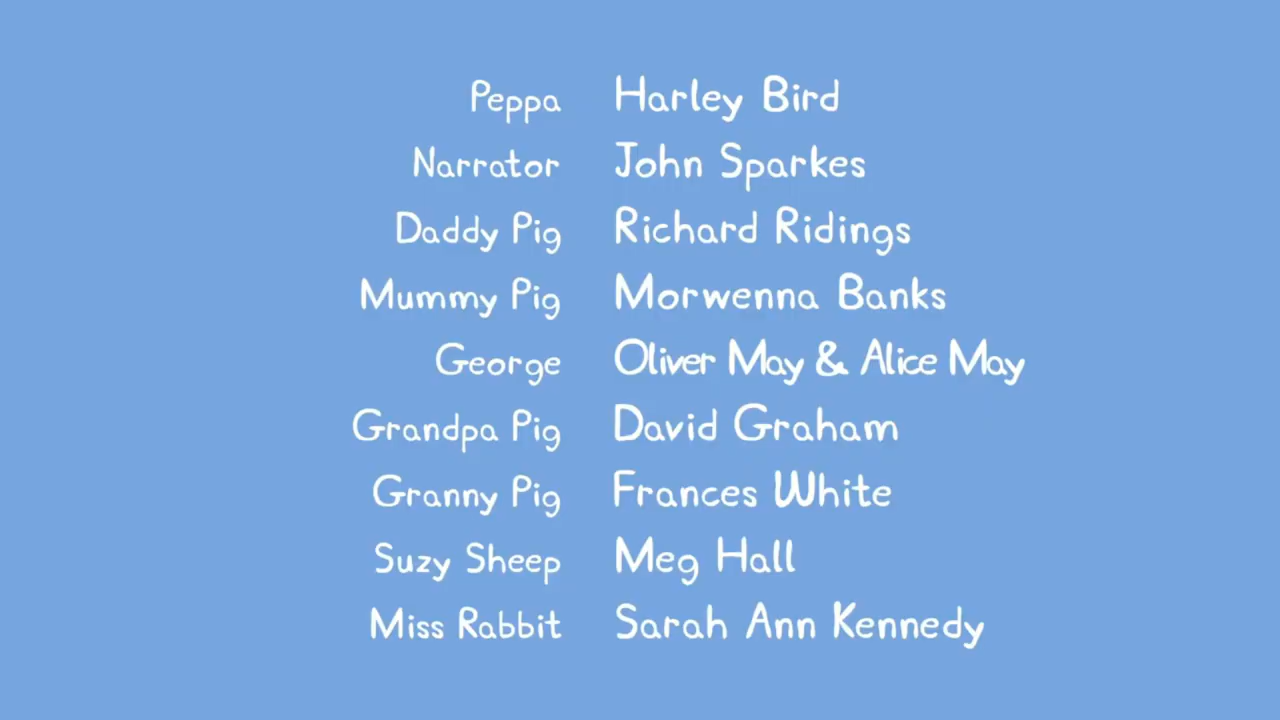 Peppa Harley Bird
Narrator John Sparkes
Daddy Pig Richard Ridings
Mummy Pig Morwenna Banks
George Oliver May & Alice May
Grandpa Pig David Graham
Granny Pig Frances White
Suzy Sheep Meg Hall
Miss Rabbit Sarah Ann Kennedy